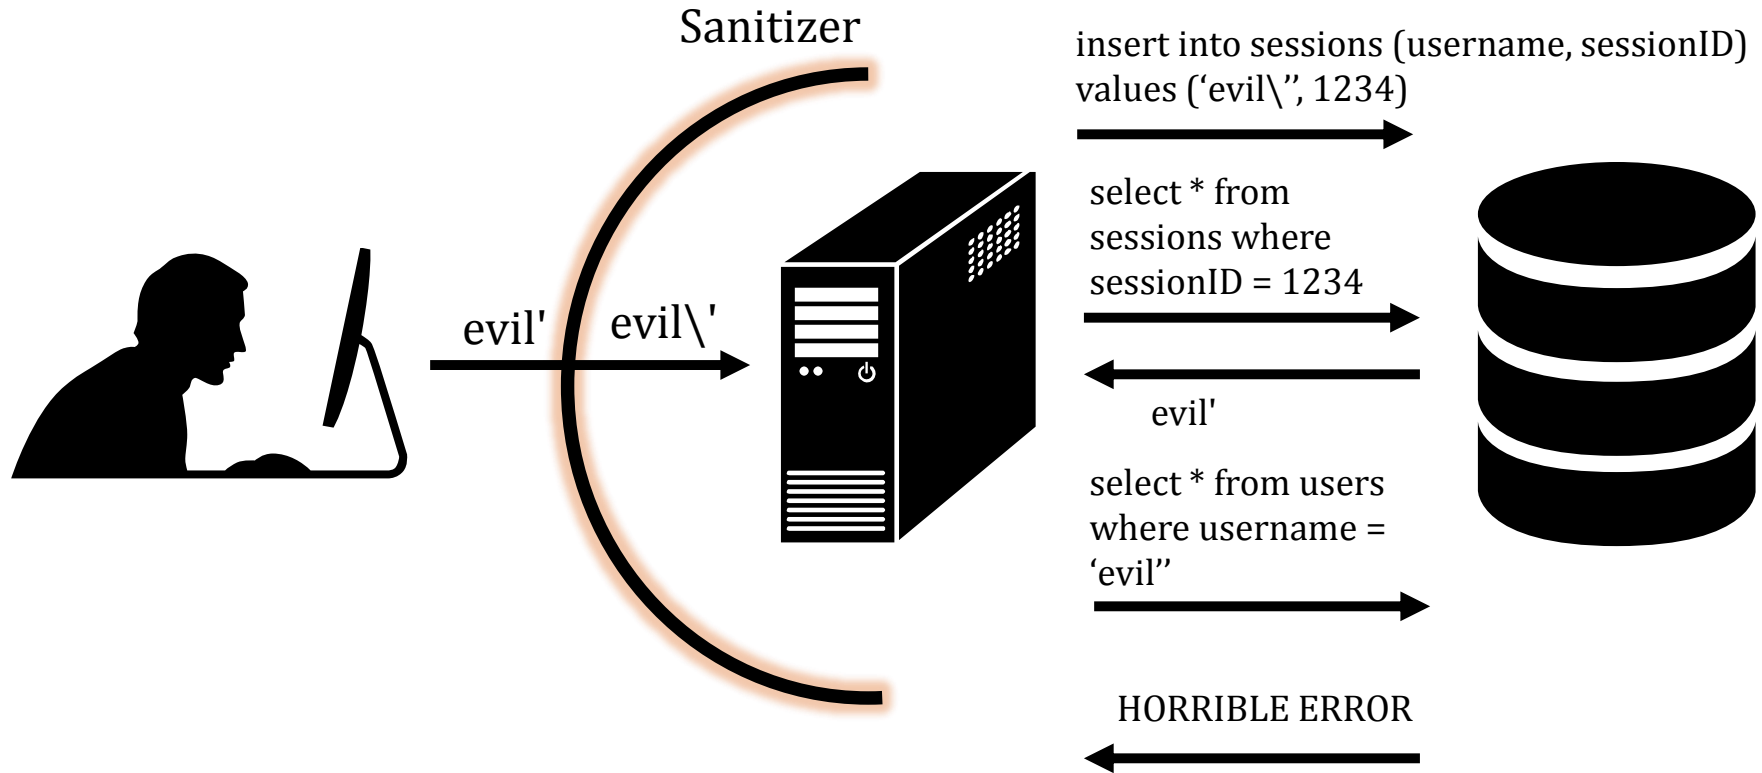 Sanitizer
insert into sessions (username, sessionID)
values (‘evil\’’, 1234)
select * from
sessions where
sessionID = 1234
evil'
evil\'
evil'
select * from users
where username =
‘evil’’
HORRIBLE ERROR